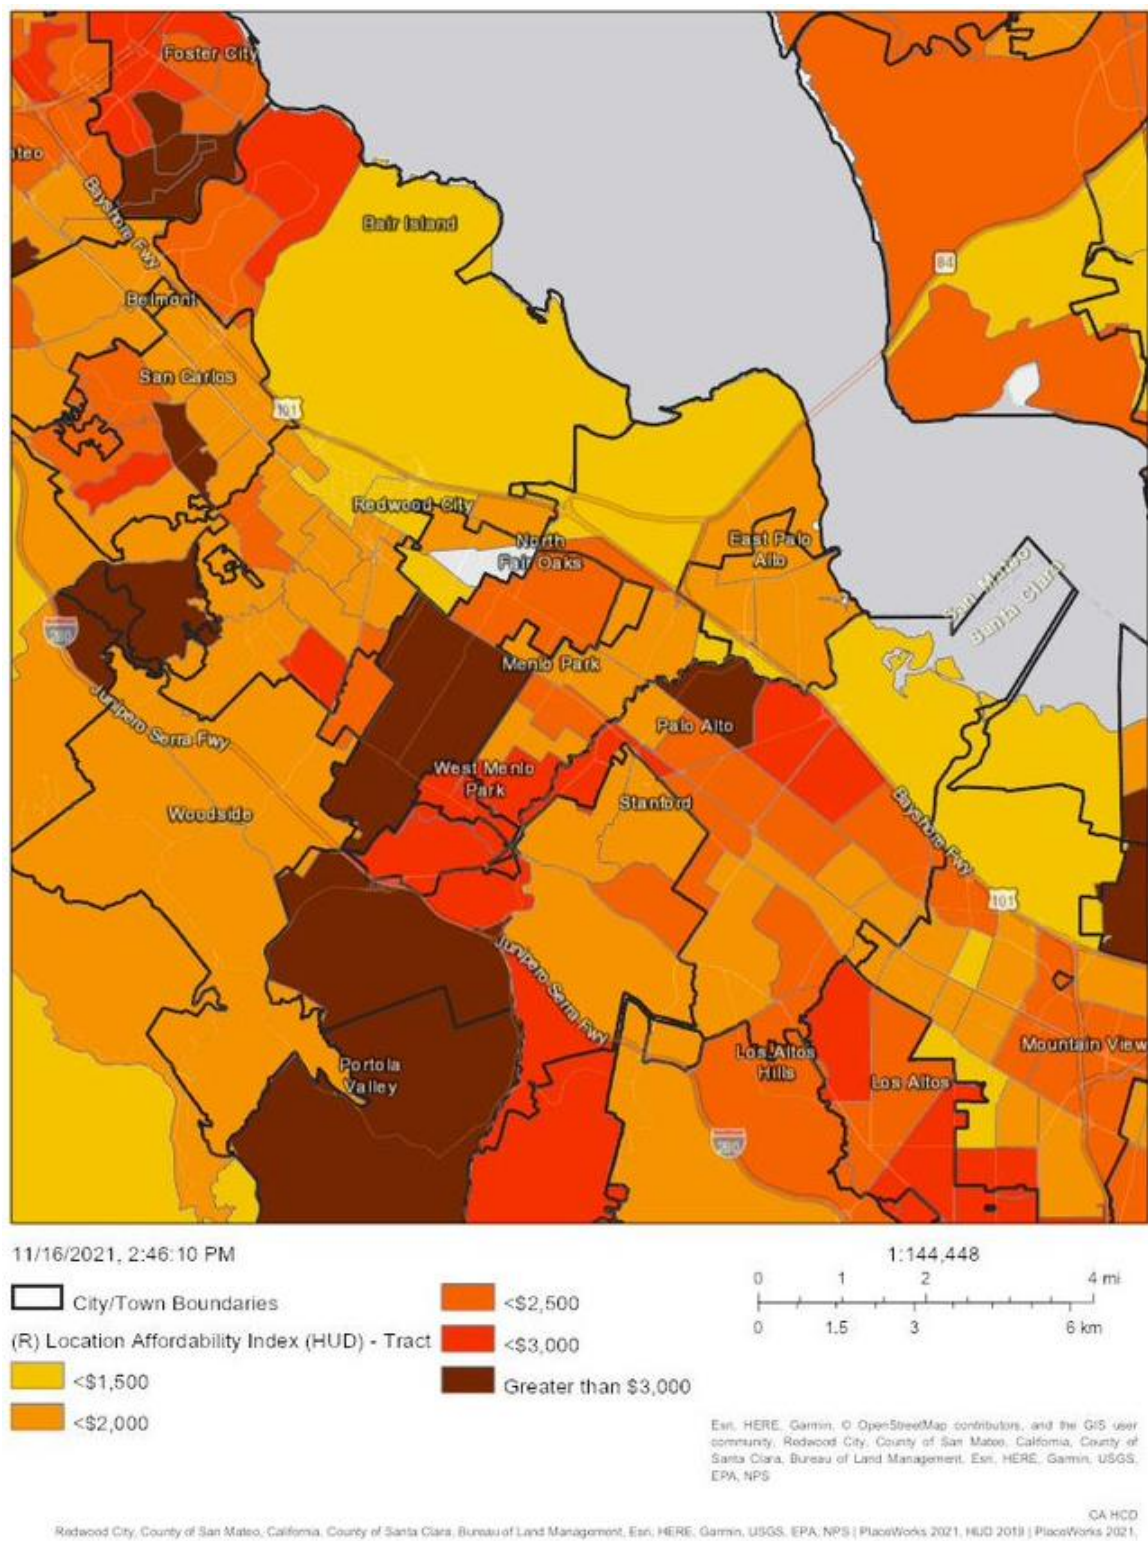 Foster City
ateo
Bayshore Fwy
Bair Island
84
Belmont
San Carlos
101
Redwood City
North
Fair Oaks
East Palo
Alto
San Mateo
Santa Clara
280
Menlo Park
Junipero Serra Fwy
Palo Alto
West Menlo
Park
Stanford
Woodside
Bayshore Fwy
101
Junipero Serra Fwy
Portola
Valley
Los Altos
Hills
Los Altos
Mountain View
280
11/16/2021, 2:46:10 PM
1:144,448
0 1 2 4 mi
0 1.5 3 6 km
City/Town Boundaries
(R) Location Affordability Index (HUD) - Tract
<$1,500
<$2,000
<$2,500
<$3,000
Greater than $3,000
Esri, HERE, Garmin, © OpenStreetMap contributors, and the GIS user
community, Redwood City, County of San Mateo, California, County of
Santa Clara, Bureau of Land Management, Esri, HERE, Garmin, USGS,
EPA, NPS
CA HCD
Redwood City, County of San Mateo, California, County of Santa Clara, Bureau of Land Management, Esri, HERE, Garmin, USGS, EPA, NPS | PlaceWorks 2021, HUD 2019 | PlaceWorks 2021,